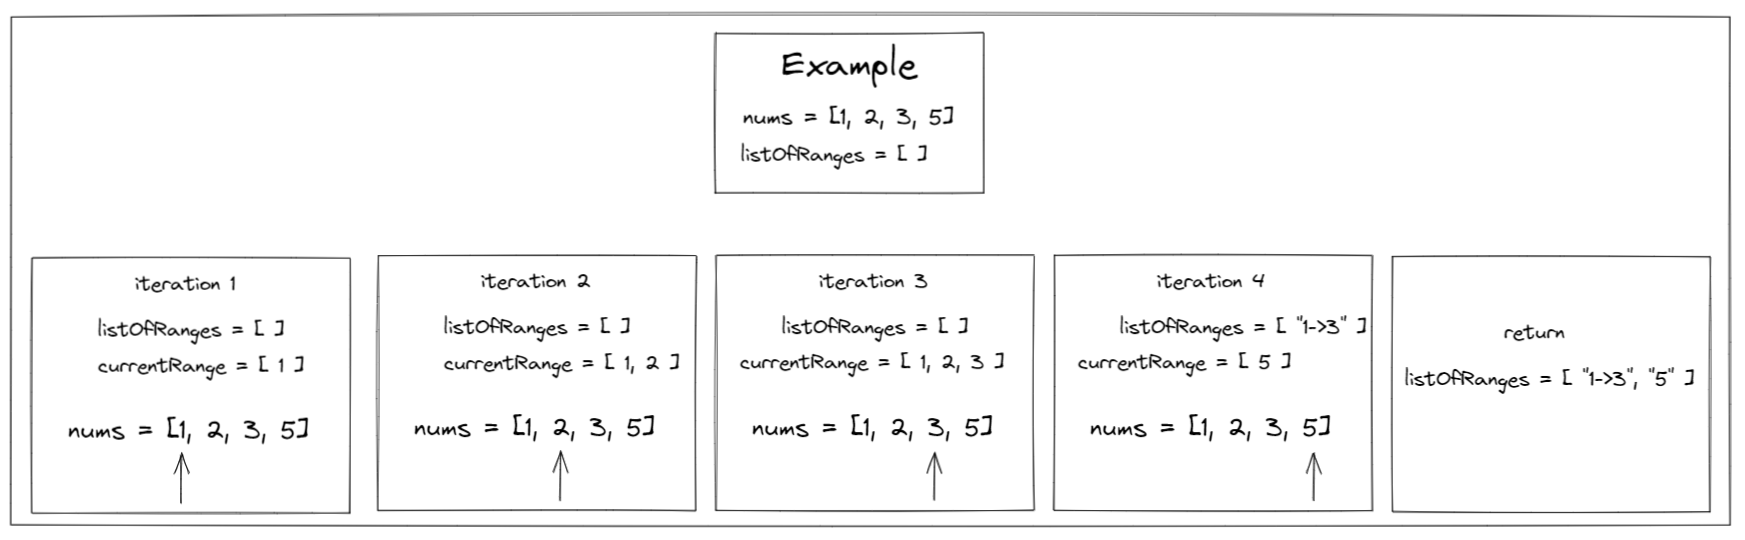 Example
nums = [1, 2, 3, 5]
listOfRanges = [ ]
iteration 1
listOfRanges = [ ]
currentRange = [ 1 ]
nums = [1, 2, 3, 5]
iteration 2
listOfRanges = [ ]
currentRange = [ 1, 2 ]
nums = [1, 2, 3, 5]
iteration 3
listOfRanges = [ ]
currentRange = [ 1, 2, 3 ]
nums = [1, 2, 3, 5]
iteration 4
listOfRanges = [ "1->3" ]
currentRange = [ 5 ]
nums = [1, 2, 3, 5]
return
listOfRanges = [ "1->3", "5" ]